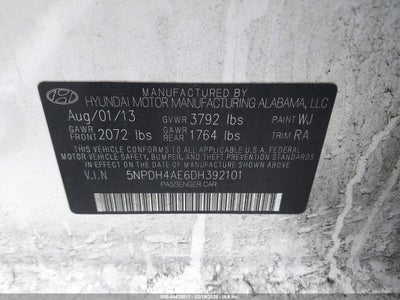 MANUFACTURED BY
HYUNDAI MOTOR MANUFACTURING ALABAMA, LLC
Aug/01/13 GVWR 3792 lbs PAINT WJ
GAWR FRONT 2072 lbs GAWR REAR 1764 lbs TRIM RA
THIS VEHICLE CONFORMS TO ALL APPLICABLE U.S.A. FEDERAL
MOTOR VEHICLE SAFETY, BUMPER, AND THEFT PREVENTION STANDARDS
IN EFFECT ON THE DATE OF MANUFACTURE SHOWN ABOVE.
V.I.N 5NPDH4AE6DH392101
PASSENGER CAR